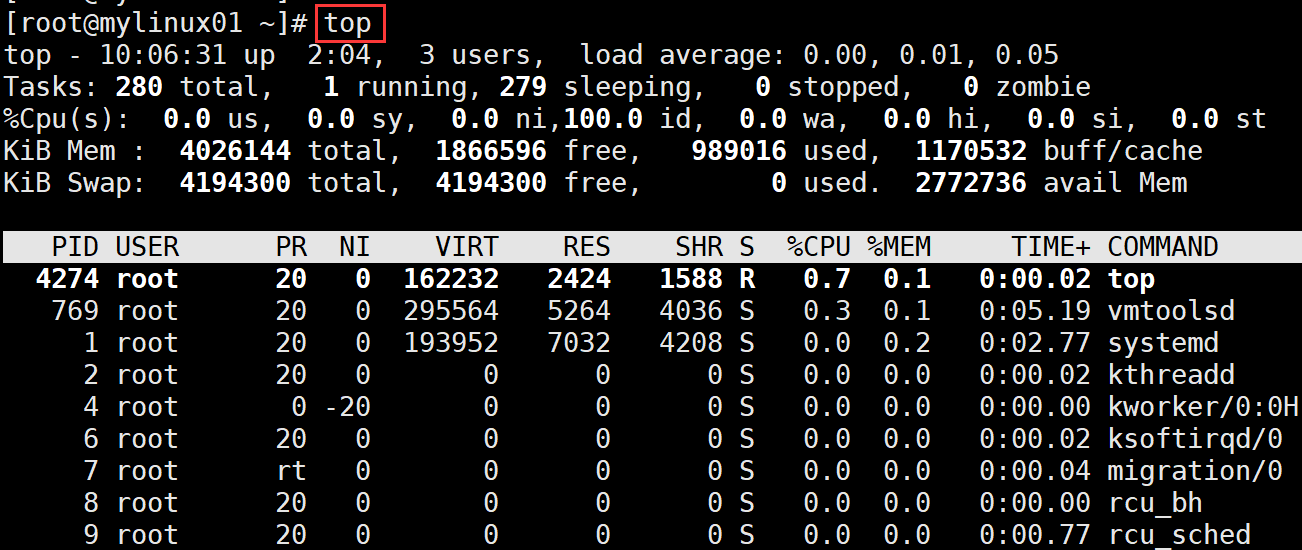 [root@mylinux01 ~]# top
top - 10:06:31 up  2:04,  3 users,  load average: 0.00, 0.01, 0.05
Tasks: 280 total,   1 running, 279 sleeping,   0 stopped,   0 zombie
%Cpu(s):  0.0 us,  0.0 sy,  0.0 ni,100.0 id,  0.0 wa,  0.0 hi,  0.0 si,  0.0 st
KiB Mem :  4026144 total,  1866596 free,   989016 used,  1170532 buff/cache
KiB Swap:  4194300 total,  4194300 free,        0 used.  2772736 avail Mem
   PID USER      PR  NI    VIRT    RES    SHR S  %CPU %MEM     TIME+ COMMAND
  4274 root      20   0  162232   2424   1588 R   0.7  0.1   0:00.02 top
   769 root      20   0  295564   5264   4036 S   0.3  0.1   0:05.19 vmtoolsd
     1 root      20   0  193952   7032   4208 S   0.0  0.2   0:02.77 systemd
     2 root      20   0       0      0      0 S   0.0  0.0   0:00.02 kthreadd
     4 root       0 -20       0      0      0 S   0.0  0.0   0:00.00 kworker/0:0H
     6 root      20   0       0      0      0 S   0.0  0.0   0:00.02 ksoftirqd/0
     7 root      rt   0       0      0      0 S   0.0  0.0   0:00.04 migration/0
     8 root      20   0       0      0      0 S   0.0  0.0   0:00.00 rcu_bh
     9 root      20   0       0      0      0 S   0.0  0.0   0:00.77 rcu_sched